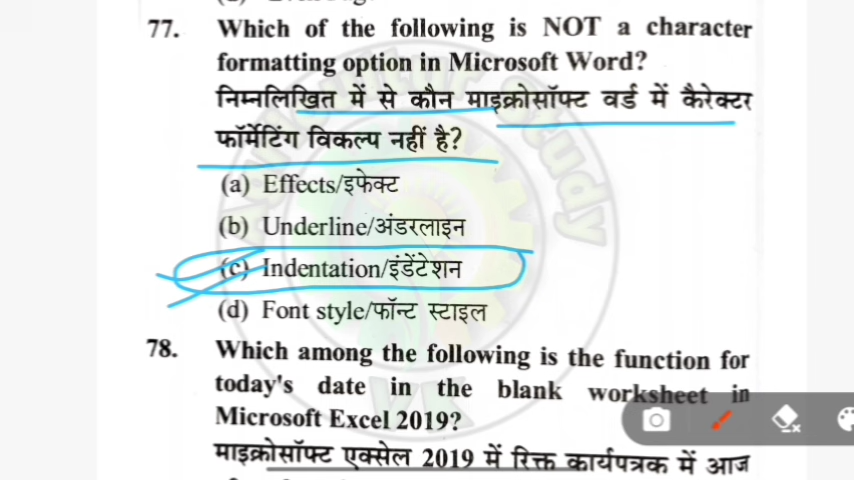 77. Which of the following is NOT a character
formatting option in Microsoft Word?
निम्नलिखित में से कौन माइक्रोसॉफ्ट वर्ड में कैरेक्टर
फॉर्मेटिंग विकल्प नहीं है?
(a) Effects/इफेक्ट
(b) Underline/अंडरलाइन
(c) Indentation/इंडेंटेशन
(d) Font style/फॉन्ट स्टाइल
78. Which among the following is the function for
today's date in the blank worksheet in
Microsoft Excel 2019?
माइक्रोसॉफ्ट एक्सेल 2019 में रिक्त कार्यपत्रक में आज